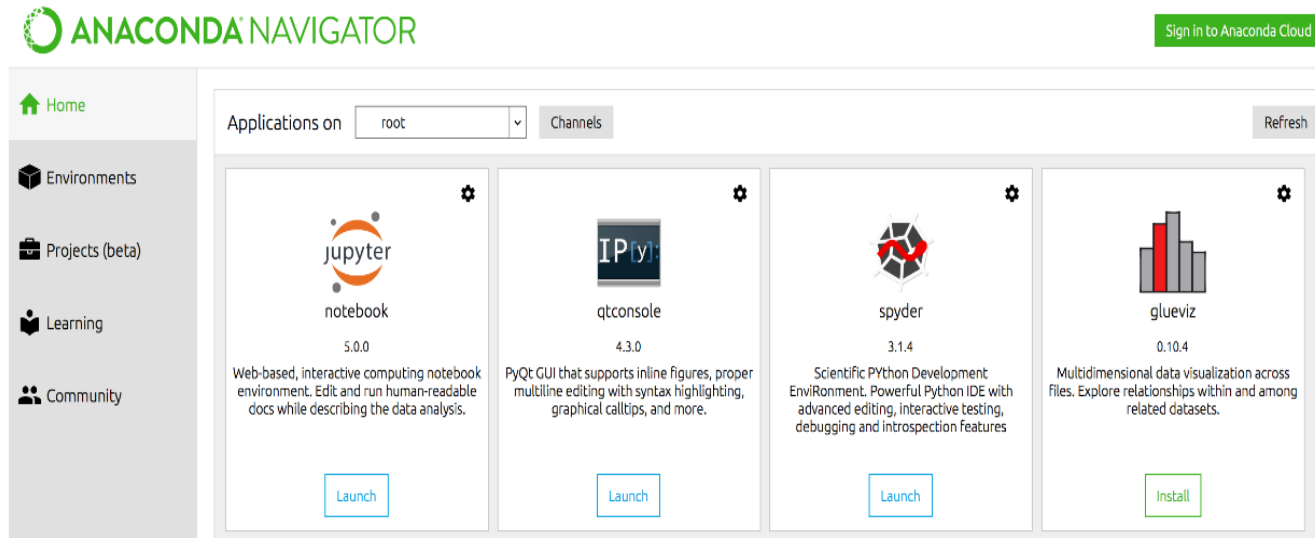 ANACONDA NAVIGATOR
Sign in to Anaconda Cloud
Home
Environments
Projects (beta)
Learning
Community
Applications on
root
Channels
Refresh
jupyter
notebook
5.0.0
Web-based, interactive computing notebook
environment. Edit and run human-readable
docs while describing the data analysis.
Launch
IP[y]:
qtconsole
4.3.0
PyQt GUI that supports inline figures, proper
multiline editing with syntax highlighting,
graphical calltips, and more.
Launch
spyder
3.1.4
Scientific PYthon Development
EnviRonment. Powerful Python IDE with
advanced editing, interactive testing,
debugging and introspection features
Launch
glueviz
0.10.4
Multidimensional data visualization across
files. Explore relationships within and among
related datasets.
Install